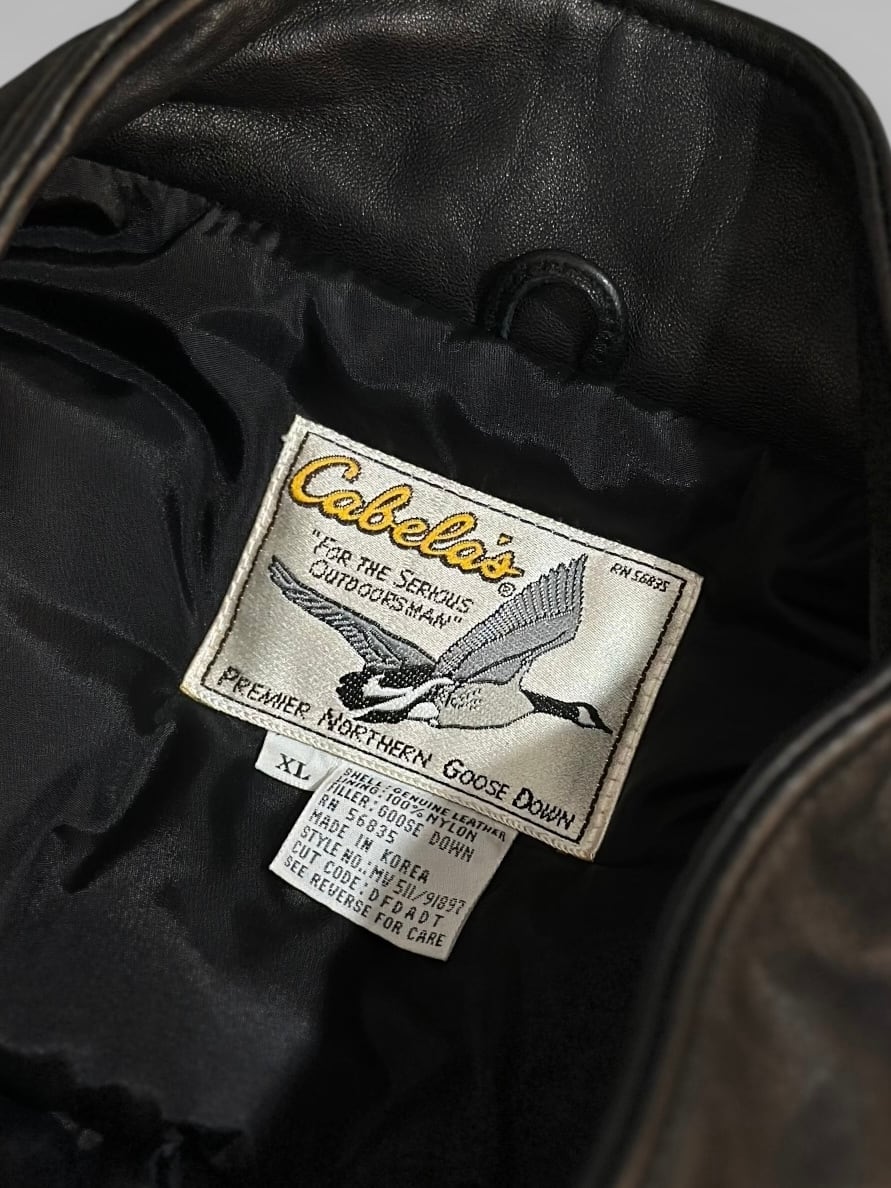 Cabela's®
"FOR THE SERIOUS
OUTDOORSMAN"
RN 56835
PREMIER NORTHERN GOOSE DOWN
XL
SHELL: GENUINE LEATHER
LINING: 100% NYLON
FILLER: GOOSE DOWN
RN 56835
MADE IN KOREA
STYLE NO.: MV 511/91897
CUT CODE: DFDADT
SEE REVERSE FOR CARE